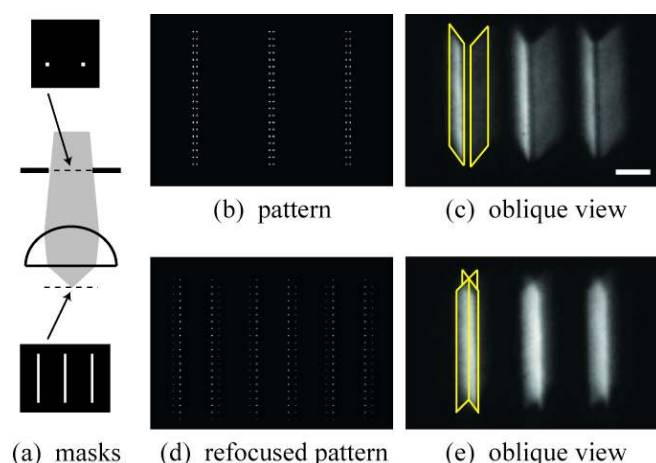 (b) pattern
(c) oblique view
(a) masks
(d) refocused pattern
(e) oblique view